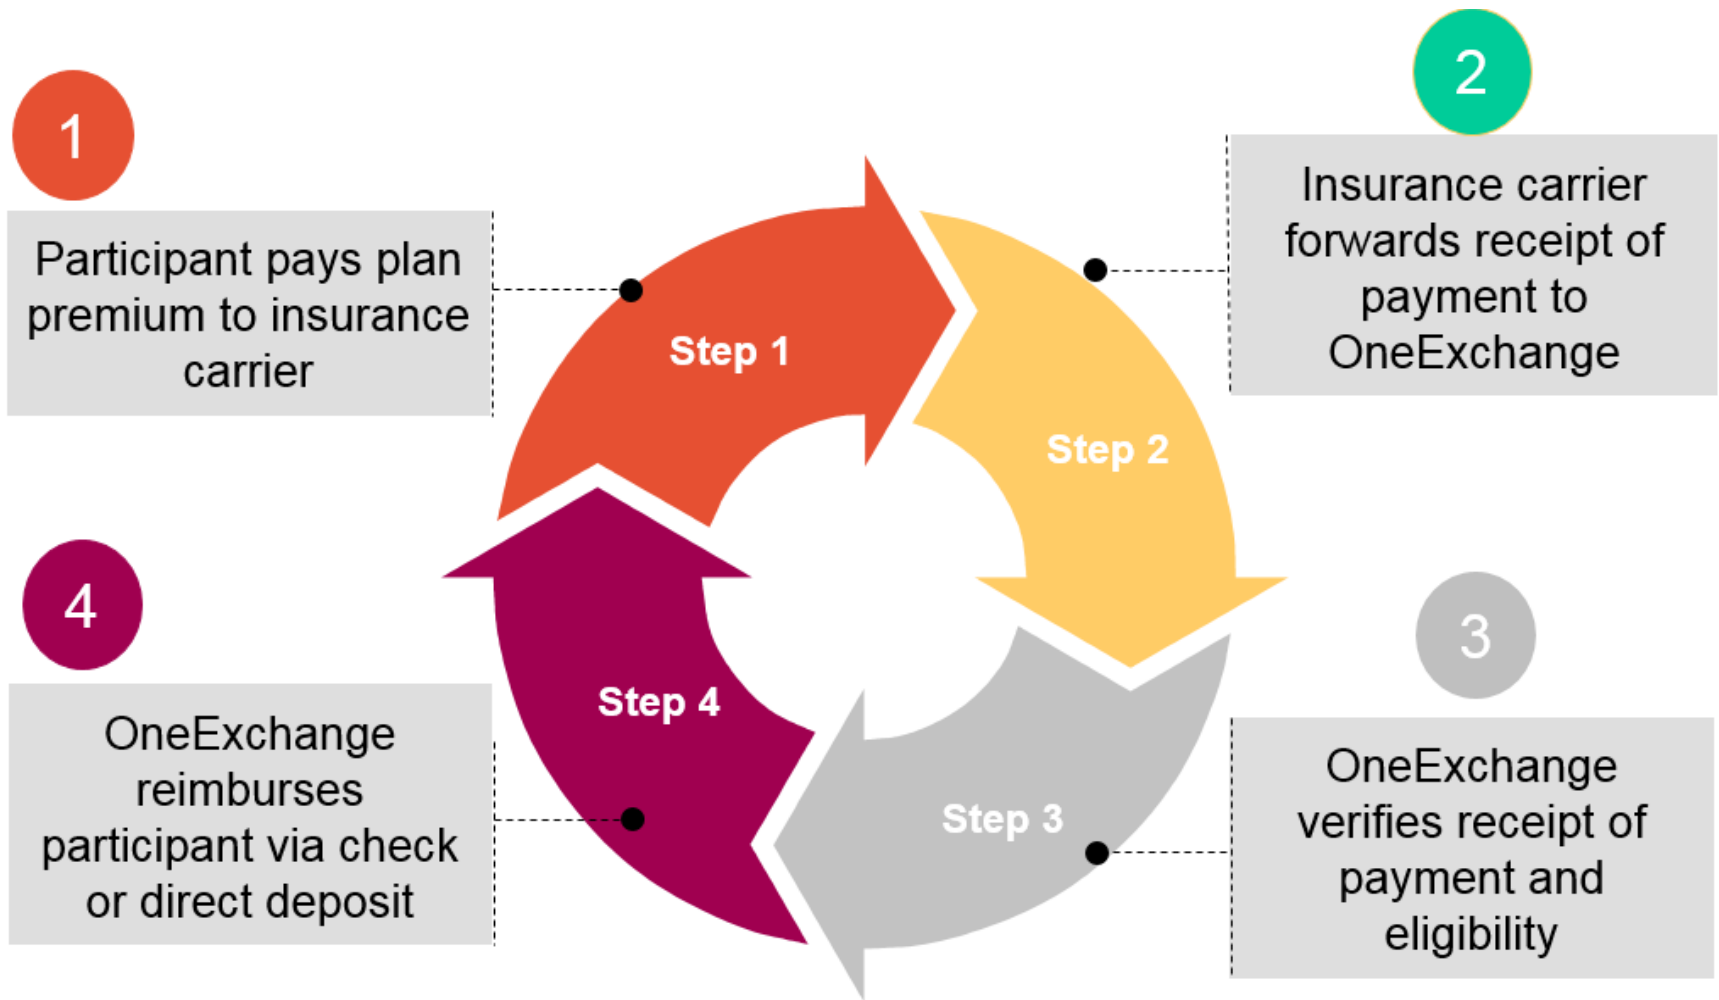 1
Participant pays plan
premium to insurance
carrier
2
Insurance carrier
forwards receipt of
payment to
OneExchange
Step 1
Step 2
Step 3
Step 4
3
OneExchange
verifies receipt of
payment and
eligibility
4
OneExchange
reimburses
participant via check
or direct deposit